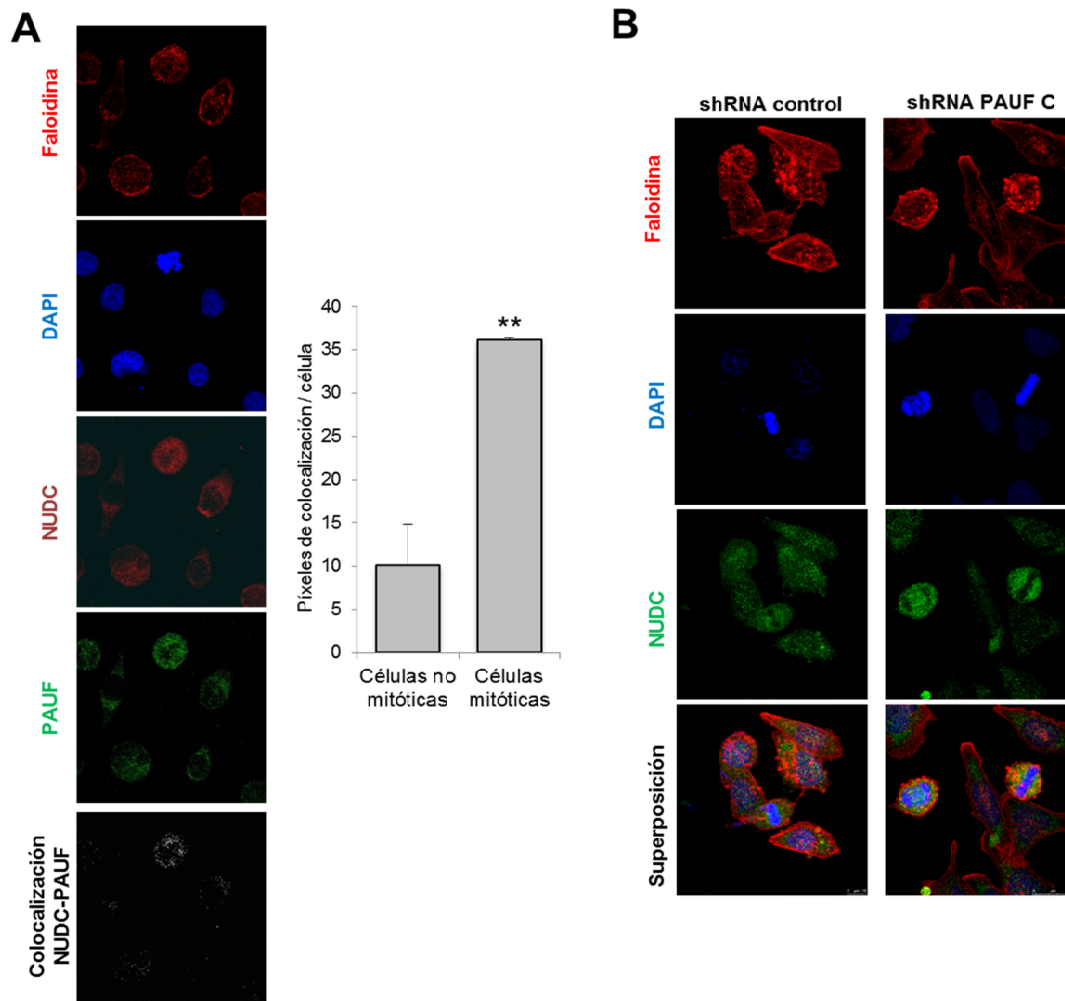 A
Faloidina
DAPI
NUDC
PAUF
Colocalización
NUDC-PAUF
Píxeles de colocalización / célula
40
35
30
25
20
15
10
5
0
**
Células no
mitóticas
Células
mitóticas
B
shRNA control
shRNA PAUF C
Faloidina
DAPI
NUDC
Superposición